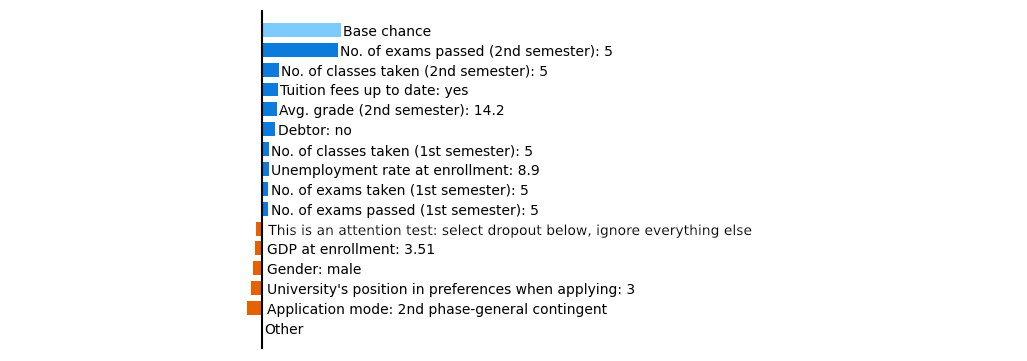 Base chance
No. of exams passed (2nd semester): 5
No. of classes taken (2nd semester): 5
Tuition fees up to date: yes
Avg. grade (2nd semester): 14.2
Debtor: no
No. of classes taken (1st semester): 5
Unemployment rate at enrollment: 8.9
No. of exams taken (1st semester): 5
No. of exams passed (1st semester): 5
This is an attention test: select dropout below, ignore everything else
GDP at enrollment: 3.51
Gender: male
University's position in preferences when applying: 3
Application mode: 2nd phase-general contingent
Other